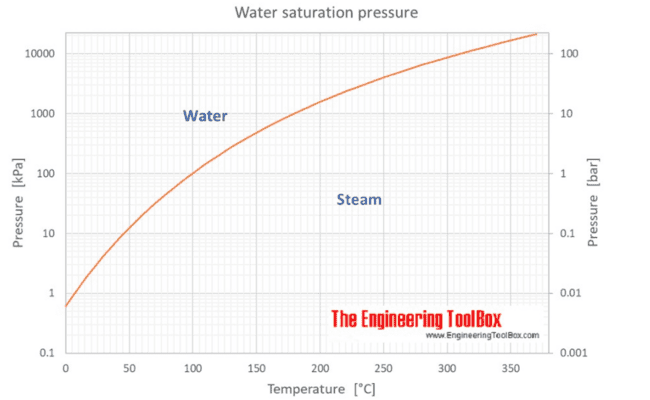 Water saturation pressure
10000
1000
100
10
1
0.1
Pressure [kPa]
Water
Steam
100
10
1
0.1
0.01
0.001
Pressure [bar]
The Engineering ToolBox
www.EngineeringToolBox.com
0 50 100 150 200 250 300 350
Temperature [°C]